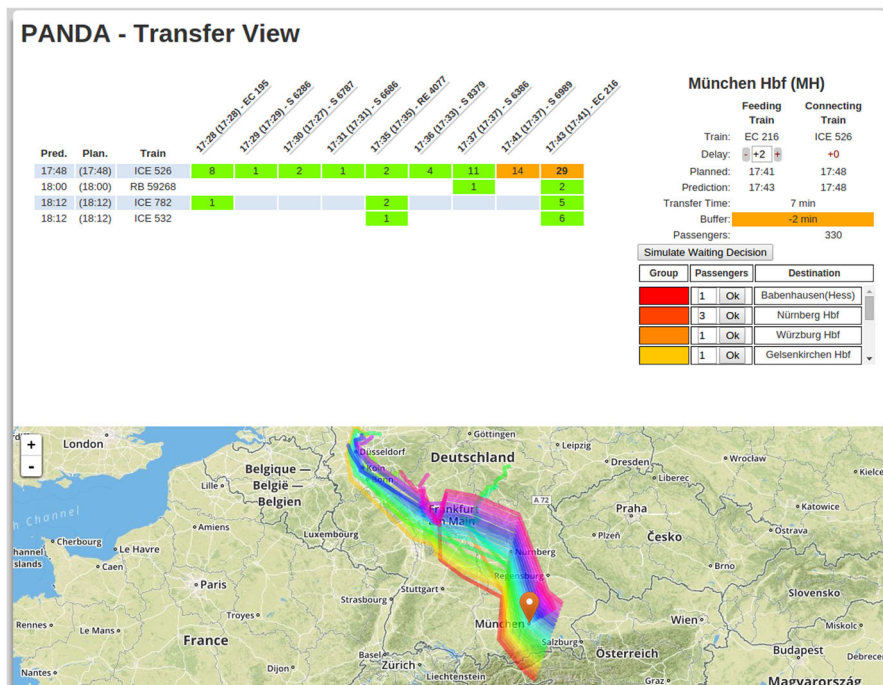 PANDA - Transfer View
17:28 (17:28) - EC 195
17:29 (17:29) - S 6286
17:30 (17:27) - S 6787
17:31 (17:31) - S 6686
17:35 (17:35) - RE 4077
17:36 (17:33) - S 8379
17:37 (17:37) - S 6386
17:41 (17:37) - S 6989
17:43 (17:41) - EC 216
Pred. Plan. Train
17:48 (17:48) ICE 526 8 1 2 1 2 4 11 14 29
18:00 (18:00) RB 59268 1 2
18:12 (18:12) ICE 782 1 2 5
18:12 (18:12) ICE 532 1 6
München Hbf (MH)
Feeding Train Connecting Train
Train: EC 216 ICE 526
Delay: - +2 + +0
Planned: 17:41 17:48
Prediction: 17:43 17:48
Transfer Time: 7 min
Buffer: -2 min
Passengers: 330
Simulate Waiting Decision
Group Passengers Destination
1 Ok Babenhausen(Hess)
3 Ok Nürnberg Hbf
1 Ok Würzburg Hbf
1 Ok Gelsenkirchen Hbf
+
-
London
Göttingen
Leipzig
Düsseldorf
Deutschland
Dresden
Wrocław
Köln
Bonn
Belgique —
België —
Belgien
Lille
Liberec
Kielce
A 72
Channel
Frankfurt
am Main
Praha
Katowice
Amiens
Luxembourg
Plzeň
Česko
Ostrava
Cherbourg
Le Havre
Nürnberg
Caen
Brno
Paris
Regensburg
Stuttgart
Slovensko
Strasbourg
Troyes
München
Wien
Rennes
Le Mans
Miskolc
France
Salzburg
Basel
Österreich
Budapest
Dijon
Zürich
Debrece
Nantes
Liechtenstein
Graz
Magyarország